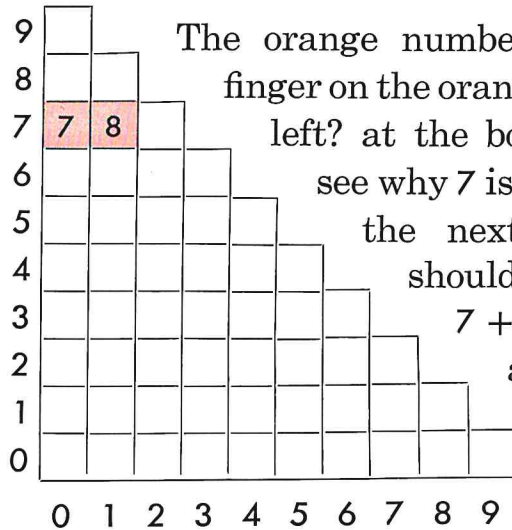 9
The orange numbe
8
finger on the oran
7 7 8
left? at the bo
6
see why 7 is
5
the next
4
should
3
7 +
2
a
1
0
0 1 2 3 4 5 6 7 8 9